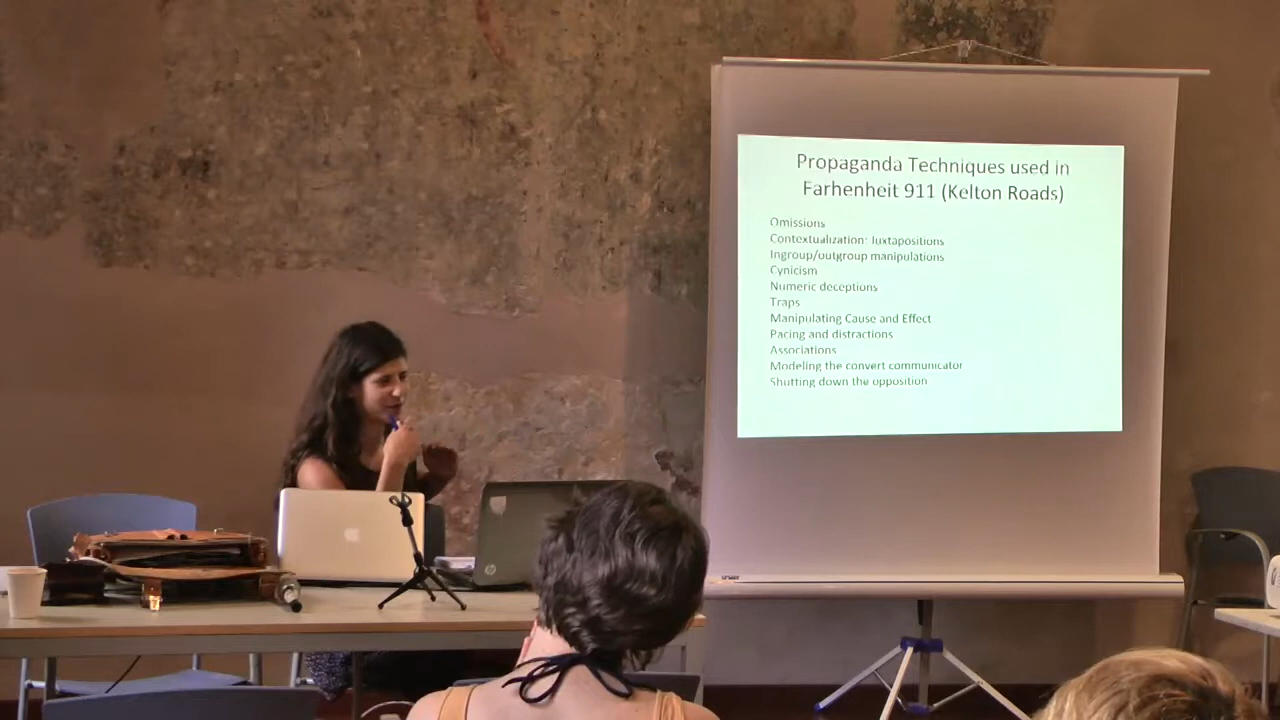 Propaganda Techniques used in
Farhenheit 911 (Kelton Roads)
Omissions
Contextualization: Juxtapositions
Ingroup/outgroup manipulations
Cynicism
Numeric deceptions
Traps
Manipulating Cause and Effect
Pacing and distractions
Associations
Modeling the convert communicator
Shutting down the opposition
hp